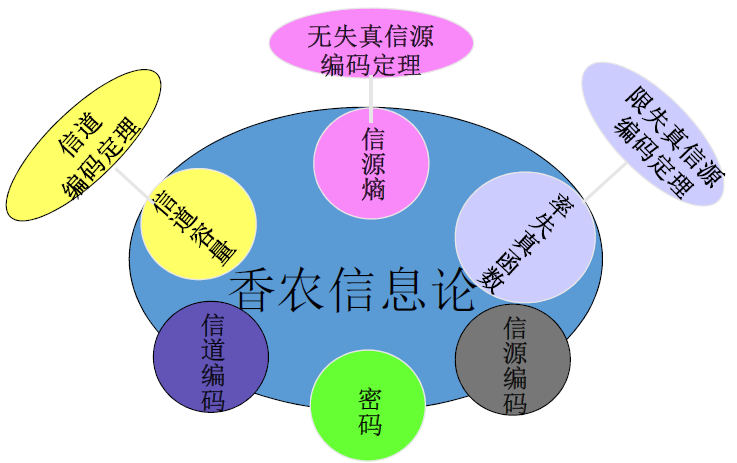 无失真信源
编码定理
信道
编码定理
限失真信源
编码定理
信源熵
信道容量
率失真函数
香农信息论
信道编码
密码
信源编码